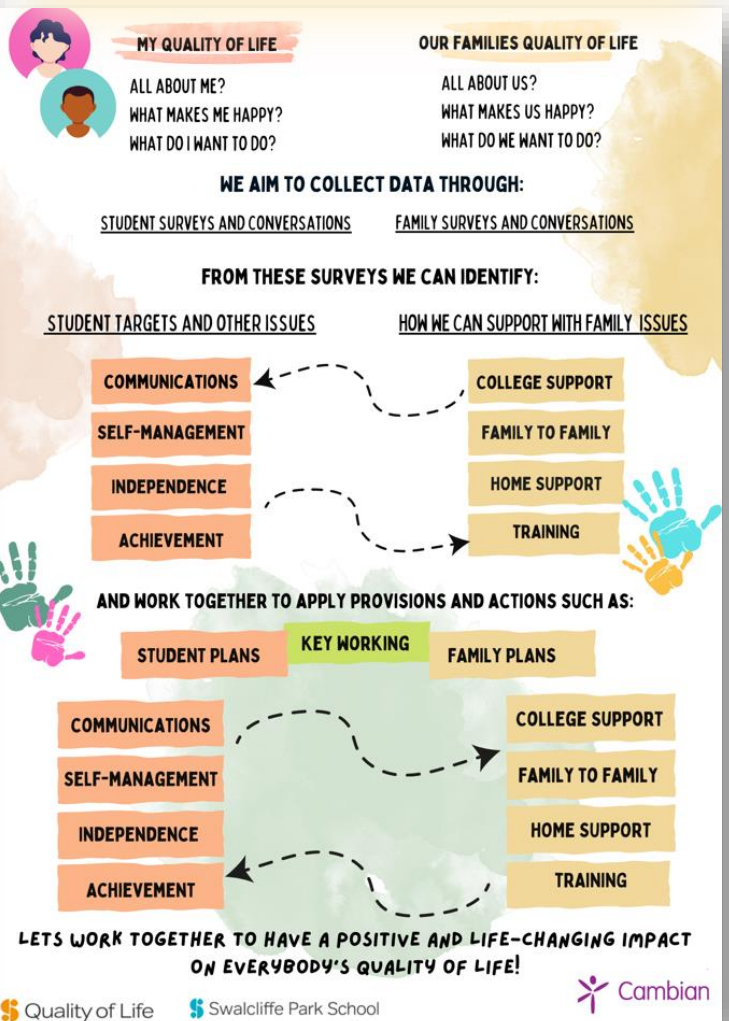 MY QUALITY OF LIFE
ALL ABOUT ME?
WHAT MAKES ME HAPPY?
WHAT DO I WANT TO DO?
OUR FAMILIES QUALITY OF LIFE
ALL ABOUT US?
WHAT MAKES US HAPPY?
WHAT DO WE WANT TO DO?
WE AIM TO COLLECT DATA THROUGH:
STUDENT SURVEYS AND CONVERSATIONS
FAMILY SURVEYS AND CONVERSATIONS
FROM THESE SURVEYS WE CAN IDENTIFY:
STUDENT TARGETS AND OTHER ISSUES
COMMUNICATIONS
SELF-MANAGEMENT
INDEPENDENCE
ACHIEVEMENT
HOW WE CAN SUPPORT WITH FAMILY ISSUES
COLLEGE SUPPORT
FAMILY TO FAMILY
HOME SUPPORT
TRAINING
AND WORK TOGETHER TO APPLY PROVISIONS AND ACTIONS SUCH AS:
STUDENT PLANS
KEY WORKING
FAMILY PLANS
COMMUNICATIONS
SELF-MANAGEMENT
INDEPENDENCE
ACHIEVEMENT
COLLEGE SUPPORT
FAMILY TO FAMILY
HOME SUPPORT
TRAINING
LETS WORK TOGETHER TO HAVE A POSITIVE AND LIFE-CHANGING IMPACT
ON EVERYBODY'S QUALITY OF LIFE!
Quality of Life
Swalcliffe Park School
Cambian